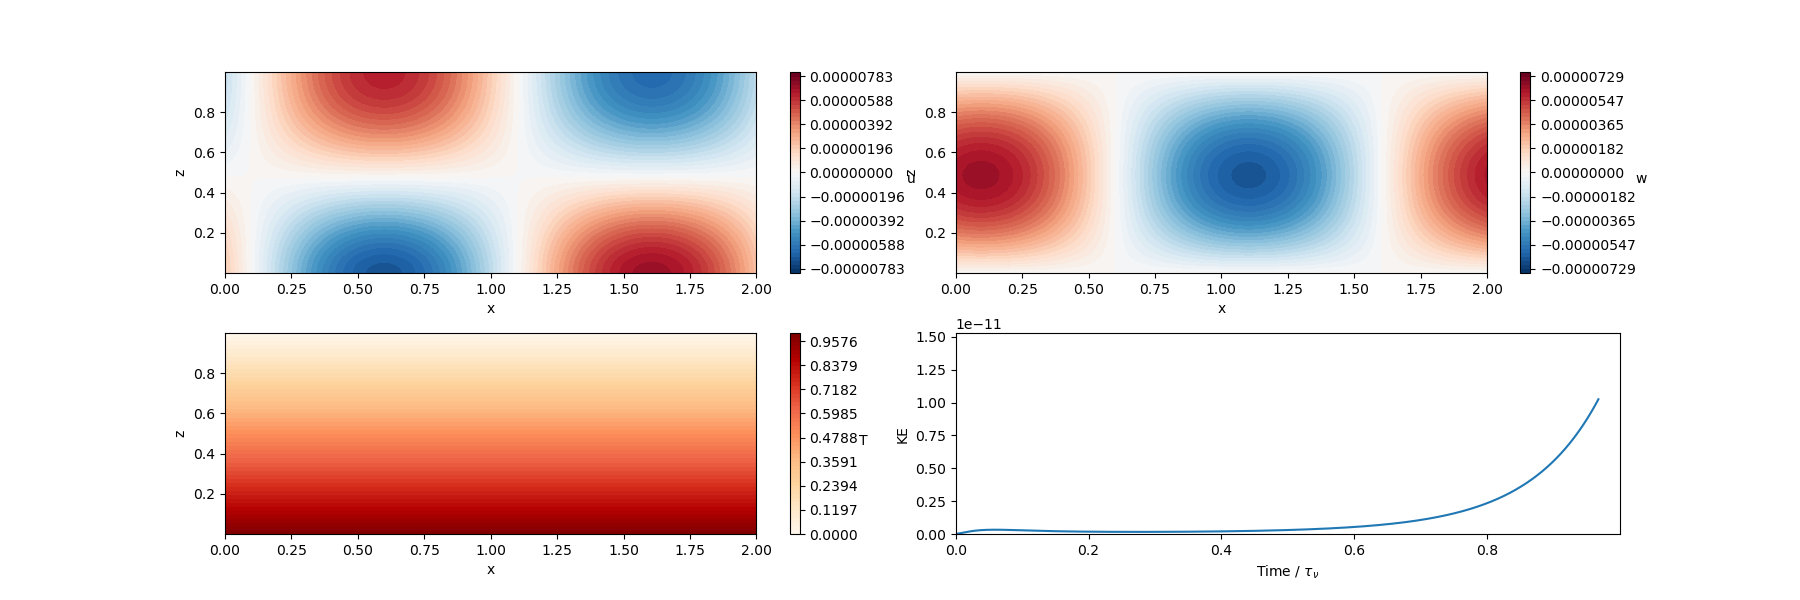 0.8
0.6
0.4
0.2
z
0.00 0.25 0.50 0.75 1.00 1.25 1.50 1.75 2.00
x
0.00000783
0.00000588
0.00000392
0.00000196
0.00000000
−0.00000196
−0.00000392
−0.00000588
−0.00000783
u
0.8
0.6
0.4
0.2
z
0.00 0.25 0.50 0.75 1.00 1.25 1.50 1.75 2.00
x
0.00000729
0.00000547
0.00000365
0.00000182
0.00000000
−0.00000182
−0.00000365
−0.00000547
−0.00000729
w
0.8
0.6
0.4
0.2
z
0.00 0.25 0.50 0.75 1.00 1.25 1.50 1.75 2.00
x
0.9576
0.8379
0.7182
0.5985
0.4788
0.3591
0.2394
0.1197
0.0000
T
1e−11
1.50
1.25
1.00
0.75
0.50
0.25
0.00
KE
0.0 0.2 0.4 0.6 0.8
Time / τν